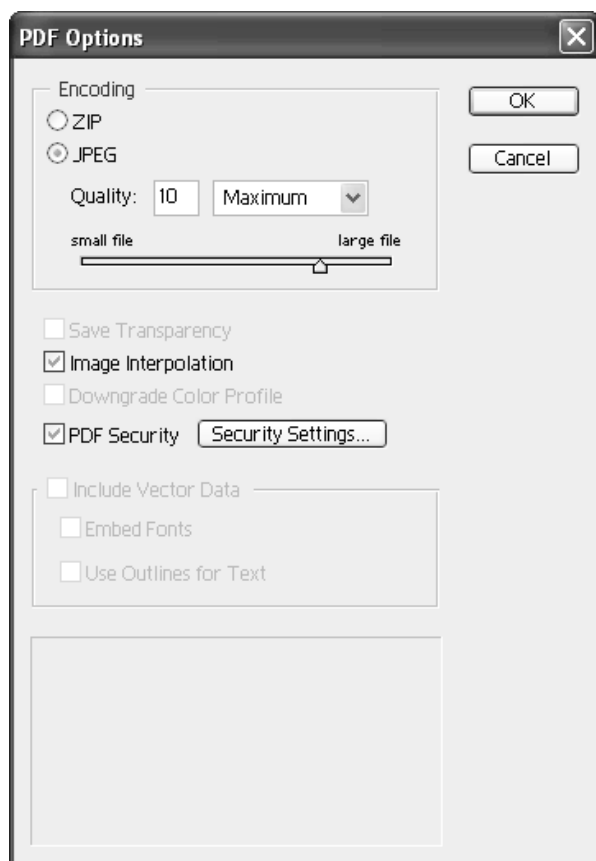 PDF Options
Encoding
OK
ZIP
JPEG
Cancel
Quality: 10 Maximum
small file large file
Save Transparency
Image Interpolation
Downgrade Color Profile
PDF Security Security Settings...
Include Vector Data
Embed Fonts
Use Outlines for Text